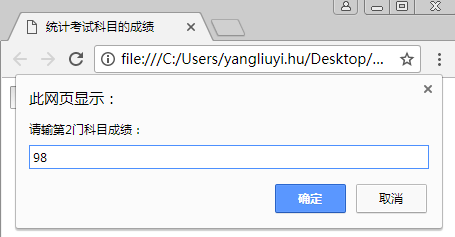 统计考试科目的成绩
file:///C:/Users/yangliuyi.hu/Desktop/...
此网页显示：
请输第2门科目成绩：
98
确定
取消